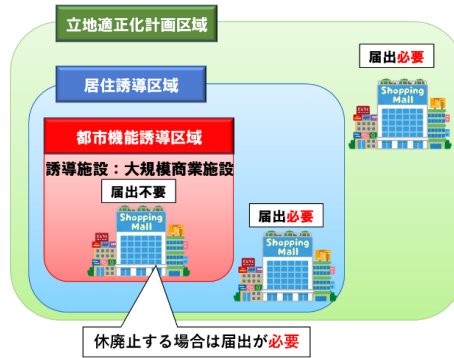 立地適正化計画区域
届出必要
Shopping
Mall
居住誘導区域
都市機能誘導区域
誘導施設：大規模商業施設
届出不要
Shopping
Mall
届出必要
Shopping
Mall
休廃止する場合は届出が必要